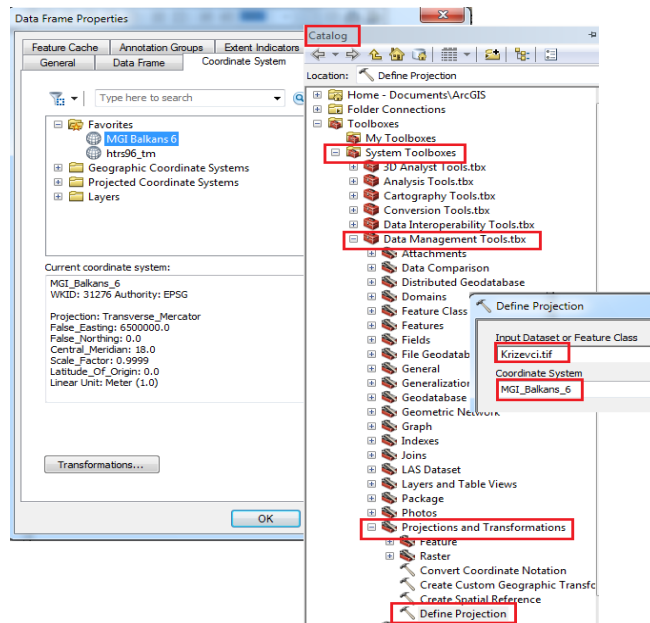 Data Frame Properties
Feature Cache Annotation Groups Extent Indicators
General Data Frame Coordinate System
Type here to search
Favorites
MGI Balkans 6
htrs96_tm
Geographic Coordinate Systems
Projected Coordinate Systems
Layers
Current coordinate system:
MGI_Balkans_6
WKID: 31276 Authority: EPSG
Projection: Transverse_Mercator
False_Easting: 6500000.0
False_Northing: 0.0
Central_Meridian: 18.0
Scale_Factor: 0.9999
Latitude_Of_Origin: 0.0
Linear Unit: Meter (1.0)
Transformations...
OK
Catalog
Location: Define Projection
Home - Documents\ArcGIS
Folder Connections
Toolboxes
My Toolboxes
System Toolboxes
3D Analyst Tools.tbx
Analysis Tools.tbx
Cartography Tools.tbx
Conversion Tools.tbx
Data Interoperability Tools.tbx
Data Management Tools.tbx
Attachments
Data Comparison
Distributed Geodatabase
Domains
Feature Class
Features
Fields
File Geodatab
General
Generalization
Geodatabase
Geometric Network
Graph
Indexes
Joins
LAS Dataset
Layers and Table Views
Package
Photos
Projections and Transformations
Feature
Raster
Convert Coordinate Notation
Create Custom Geographic Transfc
Create Spatial Reference
Define Projection
Define Projection
Input Dataset or Feature Class
Krizevci.tif
Coordinate System
MGI_Balkans_6